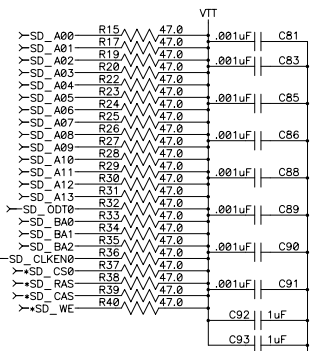 VTT
SD_A00 R15 47.0 .001uF C81
SD_A01 R17 47.0
SD_A02 R19 47.0 .001uF C83
SD_A03 R20 47.0
SD_A04 R22 47.0
SD_A05 R23 47.0 .001uF C85
SD_A06 R24 47.0
SD_A07 R25 47.0
SD_A08 R26 47.0 .001uF C86
SD_A09 R27 47.0
SD_A10 R28 47.0
SD_A11 R29 47.0 .001uF C88
SD_A12 R30 47.0
SD_A13 R31 47.0
SD_ODT0 R32 47.0 .001uF C89
SD_BA0 R33 47.0
SD_BA1 R34 47.0
SD_BA2 R35 47.0 .001uF C90
SD_CLKEN0 R36 47.0
*SD_CS0 R37 47.0
*SD_RAS R38 47.0 .001uF C91
*SD_CAS R39 47.0
*SD_WE R40 47.0
C92 1uF
C93 1uF